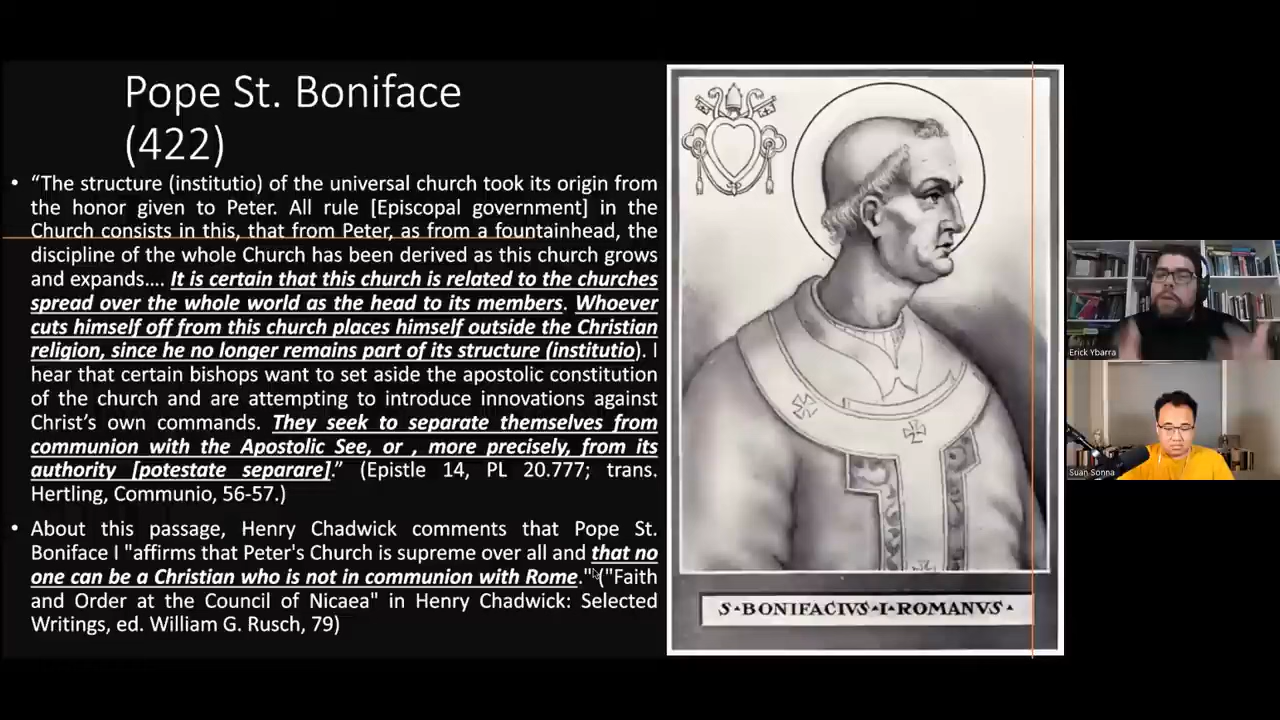 Pope St. Boniface
(422)
• “The structure (institutio) of the universal church took its origin from
the honor given to Peter. All rule [Episcopal government] in the
Church consists in this, that from Peter, as from a fountainhead, the
discipline of the whole Church has been derived as this church grows
and expands…. It is certain that this church is related to the churches
spread over the whole world as the head to its members. Whoever
cuts himself off from this church places himself outside the Christian
religion, since he no longer remains part of its structure (institutio). I
hear that certain bishops want to set aside the apostolic constitution
of the church and are attempting to introduce innovations against
Christ’s own commands. They seek to separate themselves from
communion with the Apostolic See, or , more precisely, from its
authority [potestate separare].” (Epistle 14, PL 20.777; trans.
Hertling, Communio, 56-57.)
• About this passage, Henry Chadwick comments that Pope St.
Boniface I "affirms that Peter's Church is supreme over all and that no
one can be a Christian who is not in communion with Rome." ("Faith
and Order at the Council of Nicaea" in Henry Chadwick: Selected
Writings, ed. William G. Rusch, 79)
S•BONIFACIVS•I•ROMANVS•
Erick Ybarra
Suan Sonna